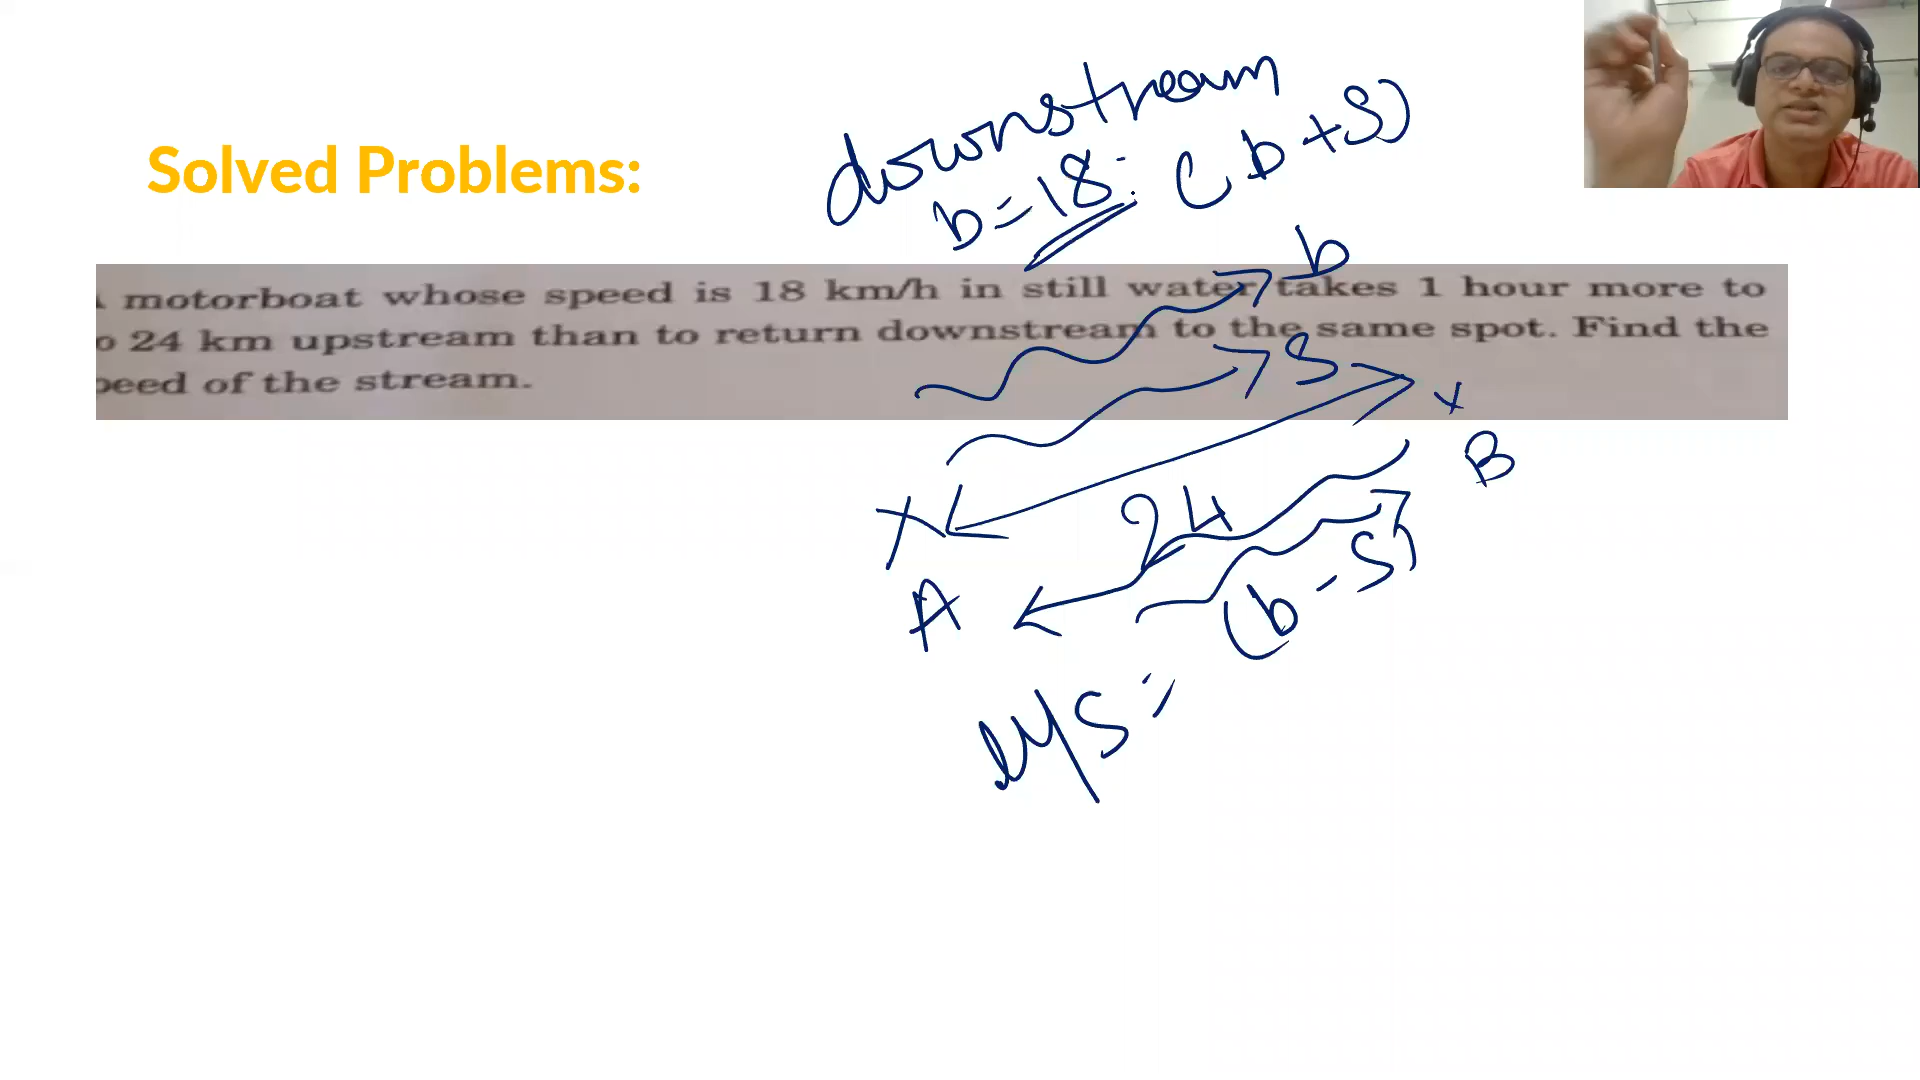 Solved Problems:
downstream
b=18: (b+S)
b
motorboat whose speed is 18 km/h in still water takes 1 hour more to
o 24 km upstream than to return downstream to the same spot. Find the
peed of the stream.
S
x
B
X
24
A
(b-S)
u/s =